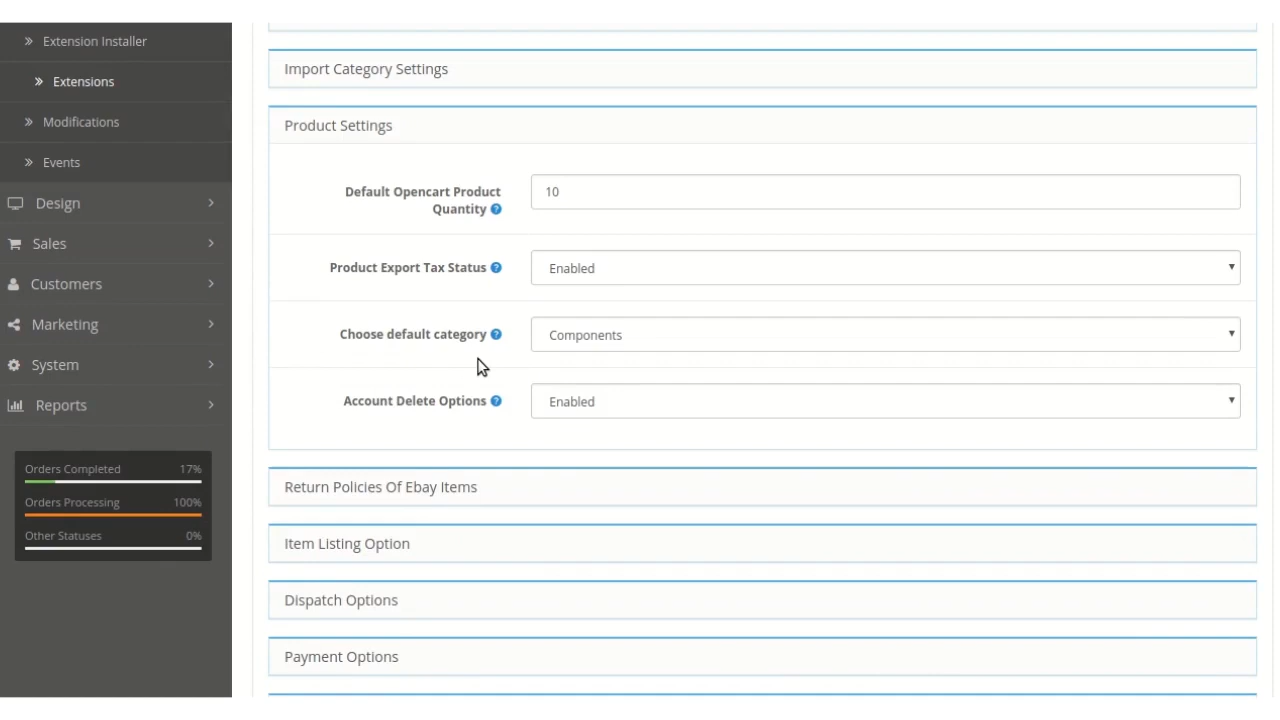 Extension Installer
Extensions
Modifications
Events
Design
Sales
Customers
Marketing
System
Reports
Orders Completed 17%
Orders Processing 100%
Other Statuses 0%
Import Category Settings
Product Settings
Default Opencart Product
Quantity
10
Product Export Tax Status
Enabled
Choose default category
Components
Account Delete Options
Enabled
Return Policies Of Ebay Items
Item Listing Option
Dispatch Options
Payment Options